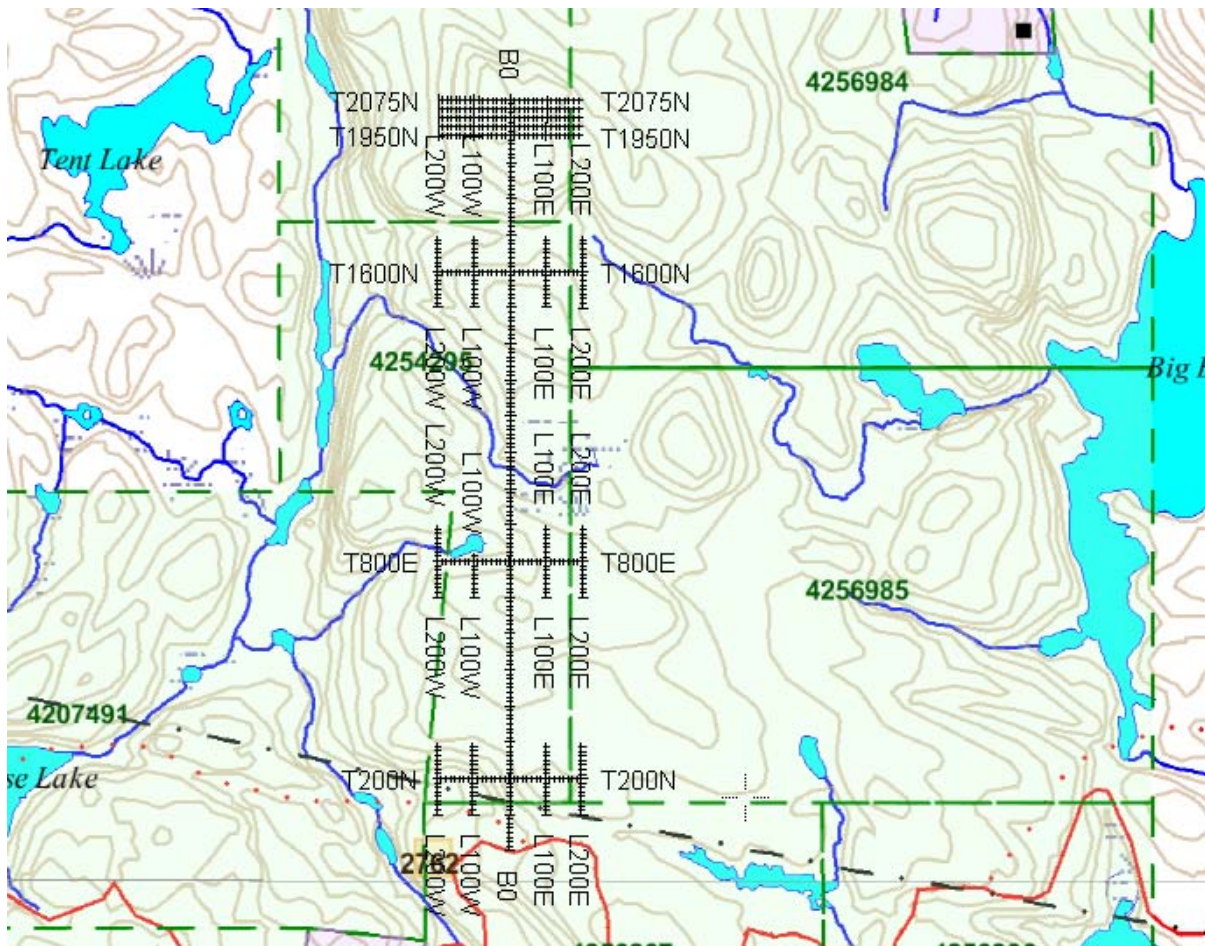 B0
4256984
T2075N
T2075N
T1950N
T1950N
Tent Lake
L200W
L100W
L100E
L200E
T1600N
T1600N
4254295
L200W
L100W
L100E
L200E
Big
L200W
L100W
L100E
L200E
T800E
T800E
4256985
L200W
L100W
L100E
L200E
4207491
se Lake
T200N
T200N
2762
L200W
L100W
B0
L100E
L200E